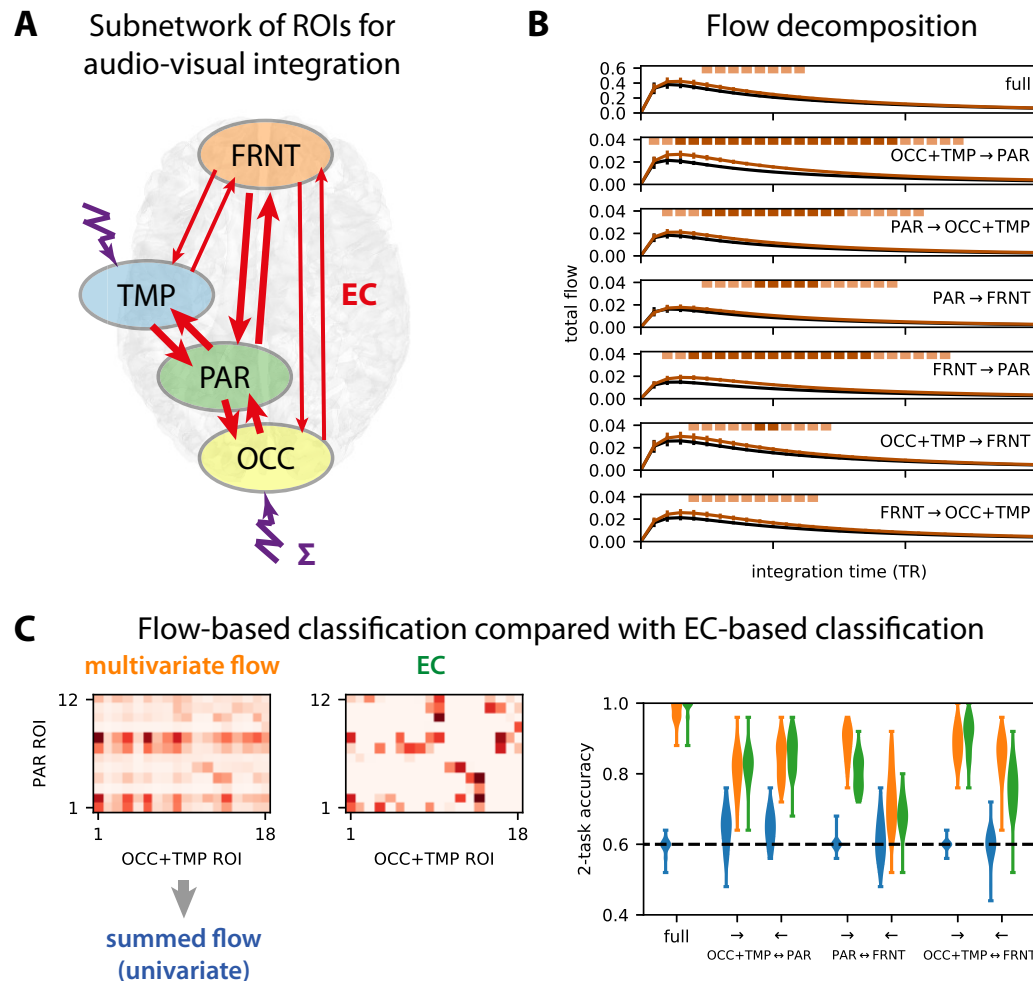 A
Subnetwork of ROIs for
audio-visual integration
FRNT
TMP
EC
PAR
OCC
Σ
B
Flow decomposition
total flow
0.6
0.4
0.2
0.0
full
0.04
0.02
0.00
OCC+TMP→PAR
0.04
0.02
0.00
PAR→OCC+TMP
0.04
0.02
0.00
PAR→FRNT
0.04
0.02
0.00
FRNT→PAR
0.04
0.02
0.00
OCC+TMP→FRNT
0.04
0.02
0.00
FRNT→OCC+TMP
integration time (TR)
C
Flow-based classification compared with EC-based classification
multivariate flow
PAR ROI
12
1
1
18
OCC+TMP ROI
summed flow
(univariate)
EC
12
1
1
18
OCC+TMP ROI
2-task accuracy
1.0
0.8
0.6
0.4
full
→ ←
→ ←
→ ←
OCC+TMP↔PAR
PAR↔FRNT
OCC+TMP↔FRNT